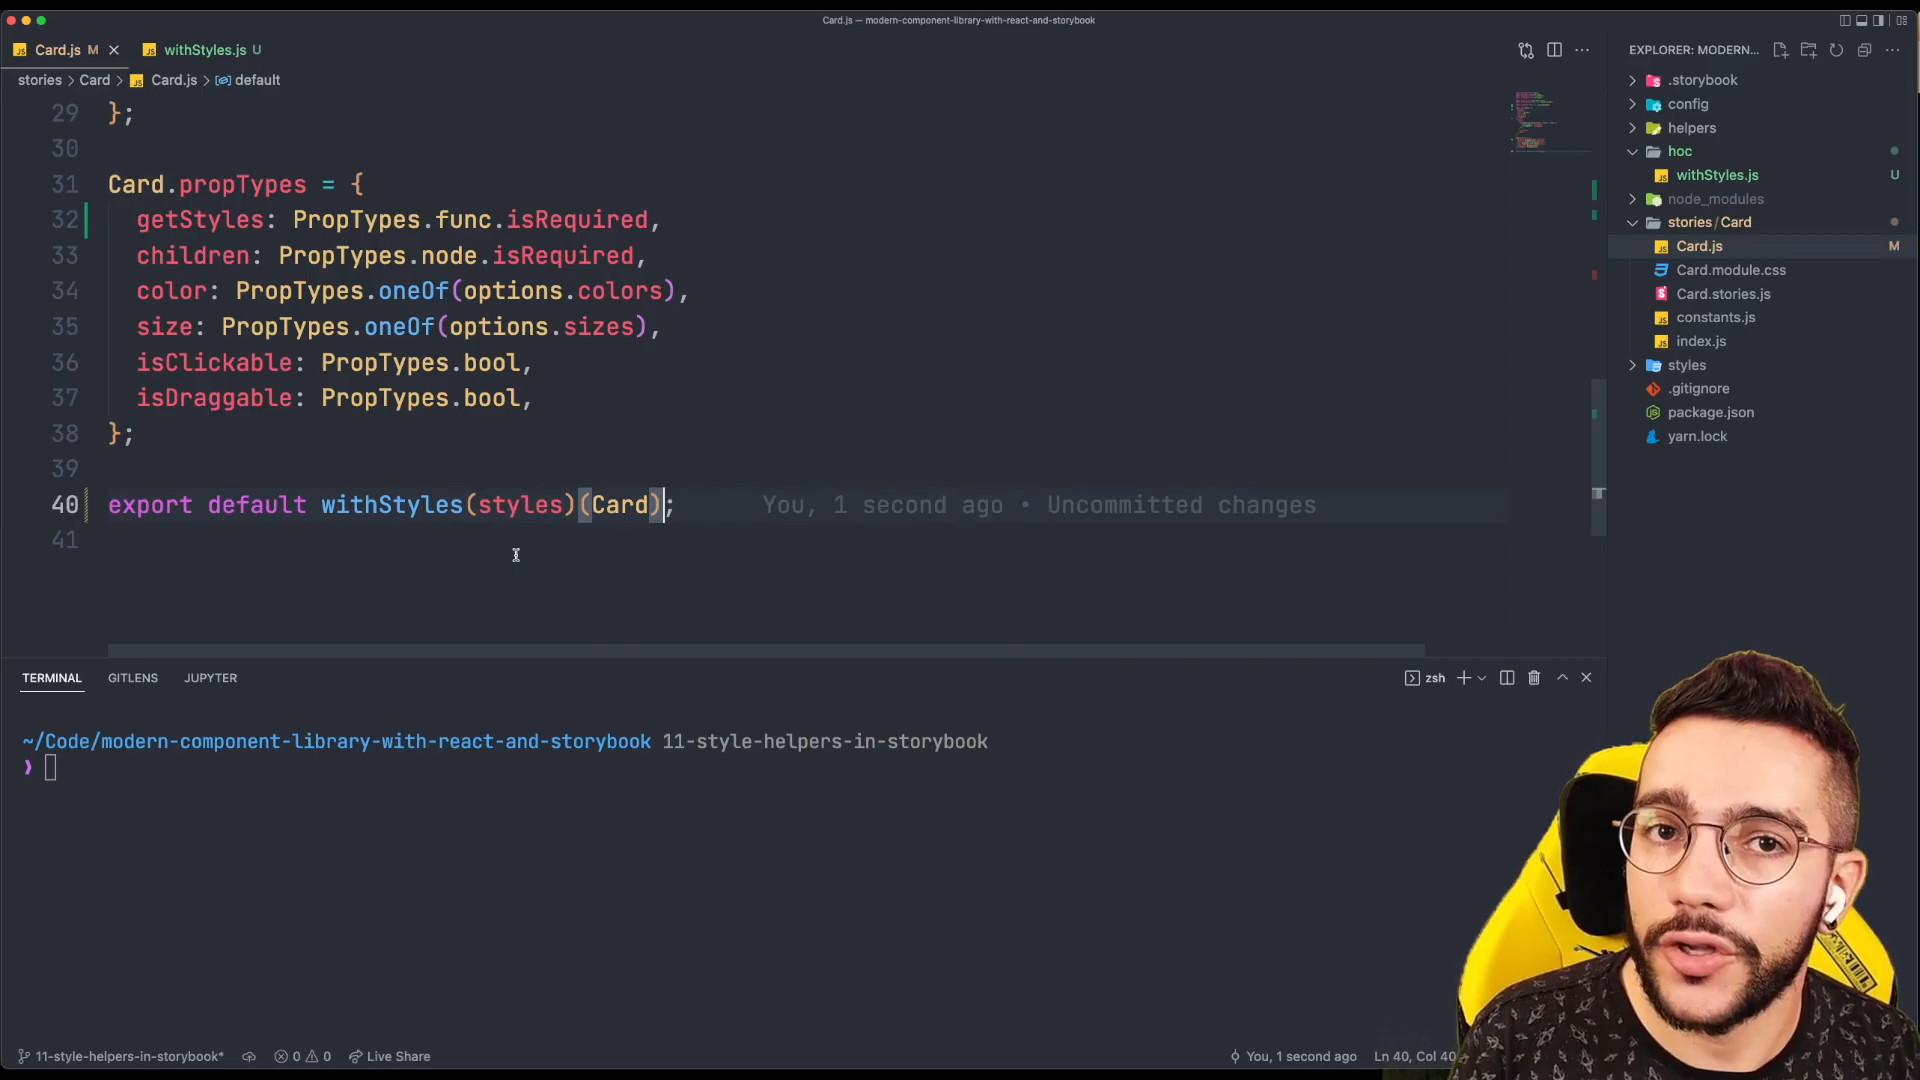 Card.js — modern-component-library-with-react-and-storybook
Card.js M
withStyles.js U
stories > Card > Card.js > default
29 };
30
31 Card.propTypes = {
32 getStyles: PropTypes.func.isRequired,
33 children: PropTypes.node.isRequired,
34 color: PropTypes.oneOf(options.colors),
35 size: PropTypes.oneOf(options.sizes),
36 isClickable: PropTypes.bool,
37 isDraggable: PropTypes.bool,
38 };
39
40 export default withStyles(styles)(Card); You, 1 second ago • Uncommitted changes
41
TERMINAL GITLENS JUPYTER
zsh
~/Code/modern-component-library-with-react-and-storybook 11-style-helpers-in-storybook
❯
11-style-helpers-in-storybook* 0 0 Live Share
You, 1 second ago Ln 40, Col 40
EXPLORER: MODERN...
.storybook
config
helpers
hoc
withStyles.js U
node_modules
stories / Card
Card.js M
Card.module.css
Card.stories.js
constants.js
index.js
styles
.gitignore
package.json
yarn.lock